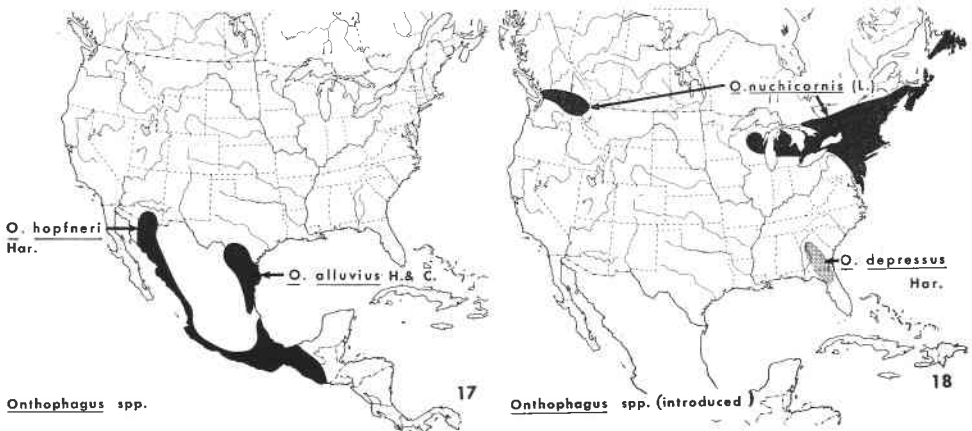 O. hopfneri
Har.
O. alluvius H. & C.
Onthophagus spp.
17
O. nuchicornis (L.)
O. depressus
Har.
Onthophagus spp. (introduced)
18